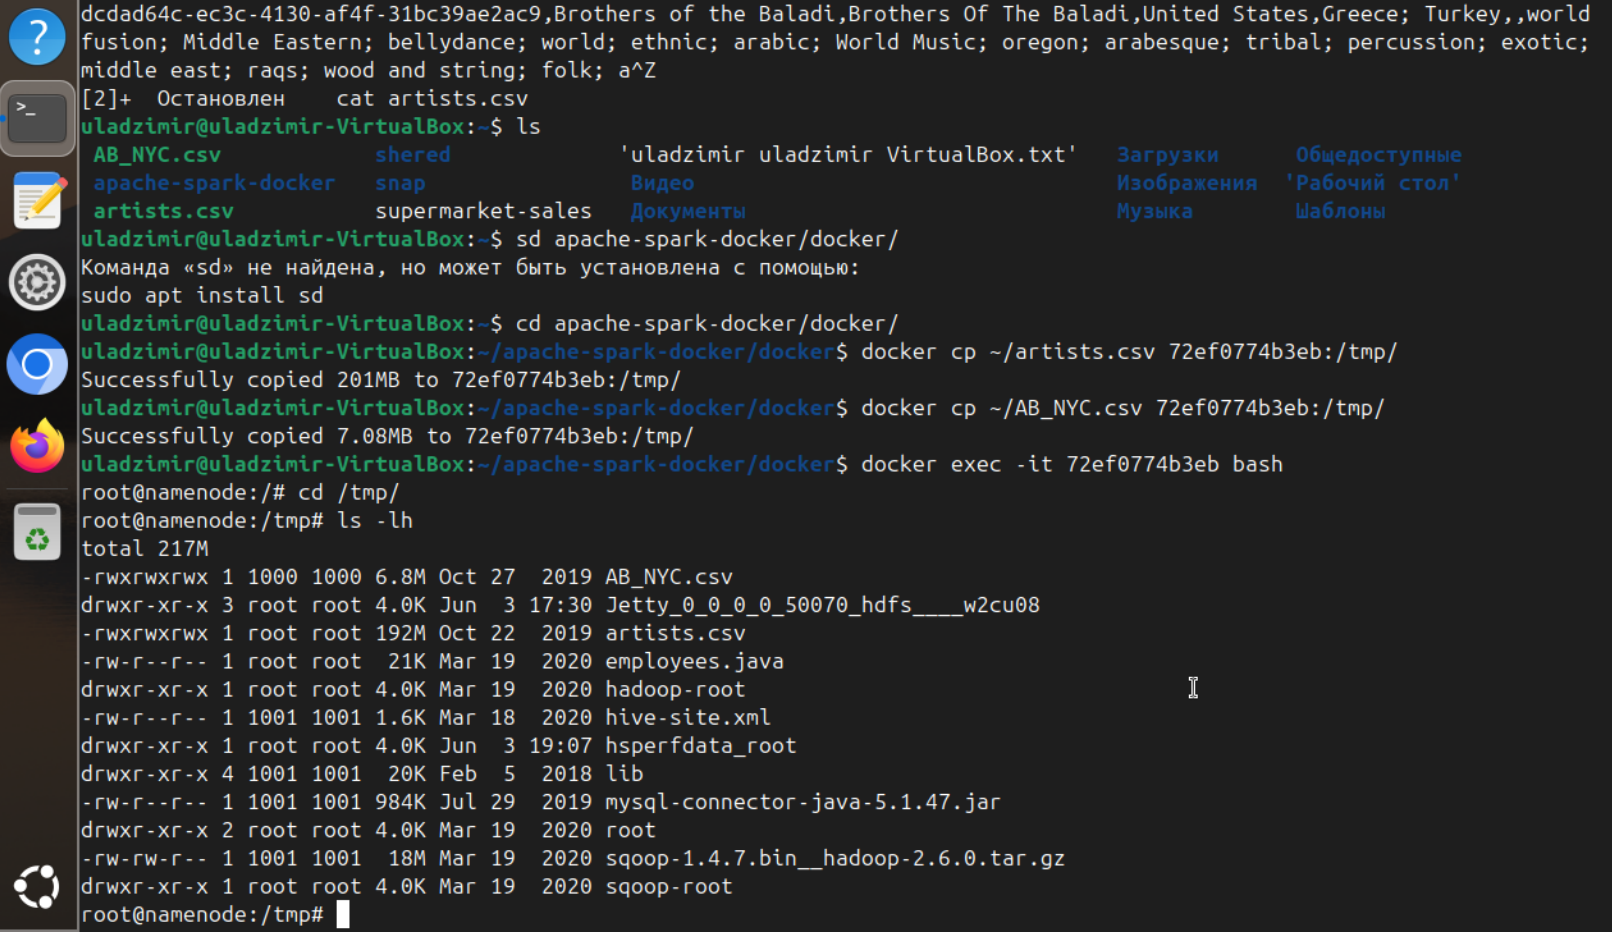 dcdad64c-ec3c-4130-af4f-31bc39ae2ac9,Brothers of the Baladi,Brothers Of The Baladi,United States,Greece; Turkey,,world
fusion; Middle Eastern; bellydance; world; ethnic; arabic; World Music; oregon; arabesque; tribal; percussion; exotic;
middle east; raqs; wood and string; folk; a^Z
[2]+  Остановлен    cat artists.csv
uladzimir@uladzimir-VirtualBox:~$ ls
 AB_NYC.csv            shered             'uladzimir uladzimir VirtualBox.txt'   Загрузки      Общедоступные
 apache-spark-docker   snap                Видео                                 Изображения  'Рабочий стол'
 artists.csv           supermarket-sales   Документы                             Музыка        Шаблоны
uladzimir@uladzimir-VirtualBox:~$ sd apache-spark-docker/docker/
Команда «sd» не найдена, но может быть установлена с помощью:
sudo apt install sd
uladzimir@uladzimir-VirtualBox:~$ cd apache-spark-docker/docker/
uladzimir@uladzimir-VirtualBox:~/apache-spark-docker/docker$ docker cp ~/artists.csv 72ef0774b3eb:/tmp/
Successfully copied 201MB to 72ef0774b3eb:/tmp/
uladzimir@uladzimir-VirtualBox:~/apache-spark-docker/docker$ docker cp ~/AB_NYC.csv 72ef0774b3eb:/tmp/
Successfully copied 7.08MB to 72ef0774b3eb:/tmp/
uladzimir@uladzimir-VirtualBox:~/apache-spark-docker/docker$ docker exec -it 72ef0774b3eb bash
root@namenode:/# cd /tmp/
root@namenode:/tmp# ls -lh
total 217M
-rwxrwxrwx 1 1000 1000 6.8M Oct 27  2019 AB_NYC.csv
drwxr-xr-x 3 root root 4.0K Jun  3 17:30 Jetty_0_0_0_0_50070_hdfs____w2cu08
-rwxrwxrwx 1 root root 192M Oct 22  2019 artists.csv
-rw-r--r-- 1 root root  21K Mar 19  2020 employees.java
drwxr-xr-x 1 root root 4.0K Mar 19  2020 hadoop-root
-rw-r--r-- 1 1001 1001 1.6K Mar 18  2020 hive-site.xml
drwxr-xr-x 1 root root 4.0K Jun  3 19:07 hsperfdata_root
drwxr-xr-x 4 1001 1001  20K Feb  5  2018 lib
-rw-r--r-- 1 1001 1001 984K Jul 29  2019 mysql-connector-java-5.1.47.jar
drwxr-xr-x 2 root root 4.0K Mar 19  2020 root
-rw-rw-r-- 1 1001 1001  18M Mar 19  2020 sqoop-1.4.7.bin__hadoop-2.6.0.tar.gz
drwxr-xr-x 1 root root 4.0K Mar 19  2020 sqoop-root
root@namenode:/tmp#